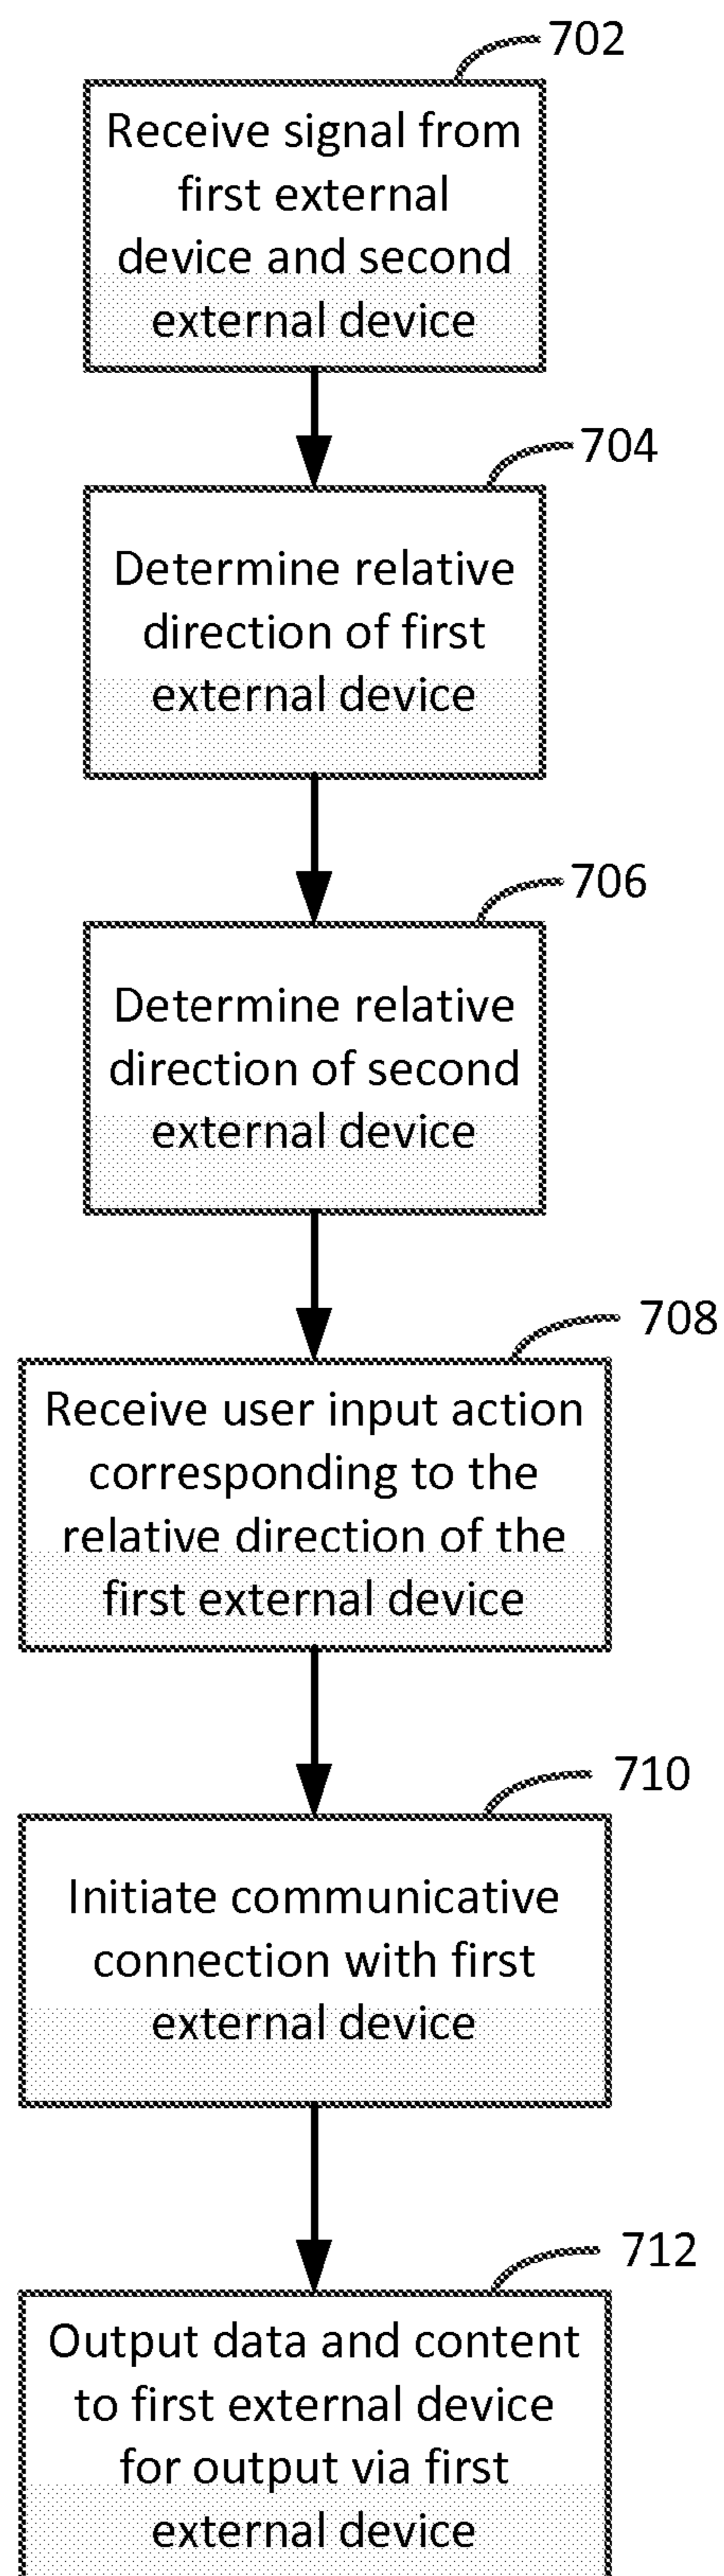 702
Receive signal from
first external
device and second
external device
704
Determine relative
direction of first
external device
706
Determine relative
direction of second
external device
708
Receive user input action
corresponding to the
relative direction of the
first external device
710
Initiate communicative
connection with first
external device
712
Output data and content
to first external device
for output via first
external device